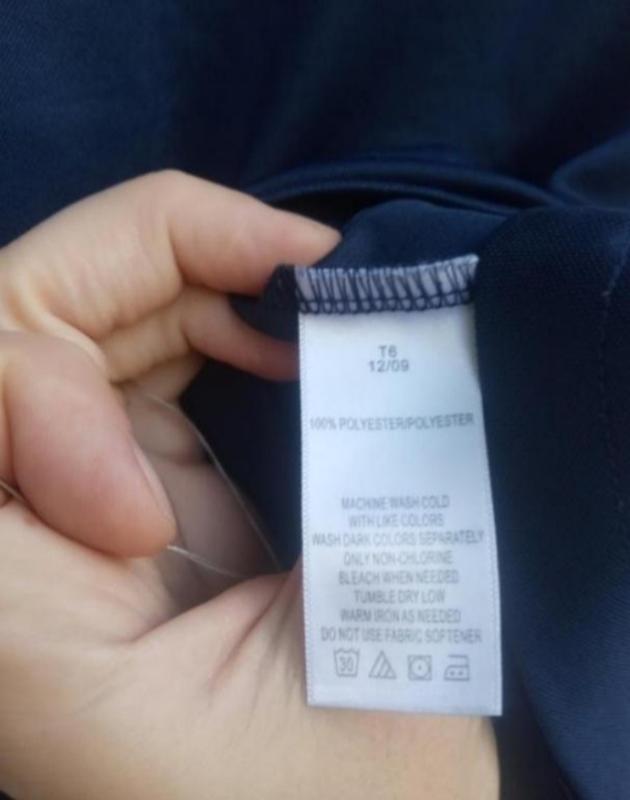 T6
12/09
100% POLYESTER/POLYESTER
MACHINE WASH COLD
WITH LIKE COLORS
WASH DARK COLORS SEPARATELY
ONLY NON-CHLORINE
BLEACH WHEN NEEDED
TUMBLE DRY LOW
WARM IRON AS NEEDED
DO NOT USE FABRIC SOFTENER
30